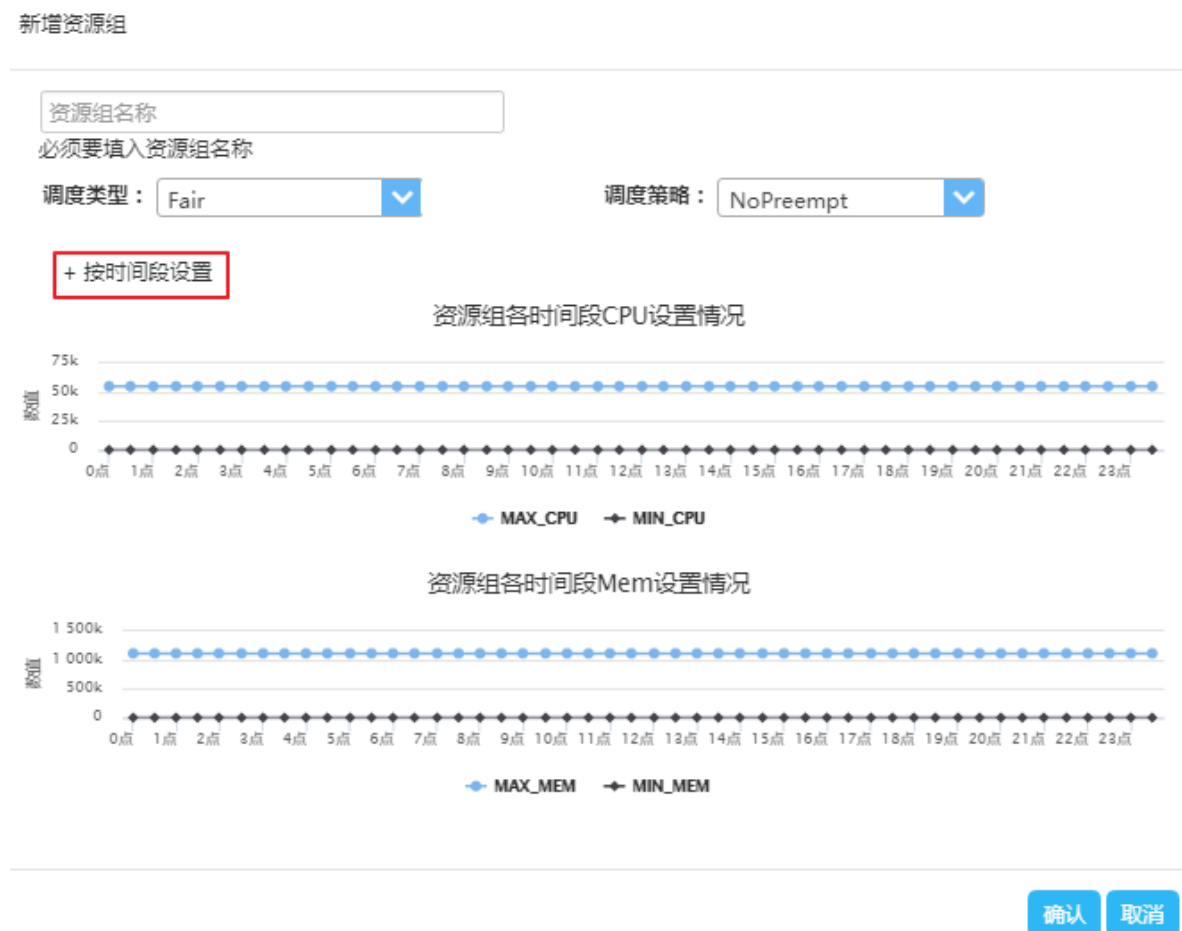 新增资源组
资源组名称
必须要填入资源组名称
调度类型： Fair 调度策略： NoPreempt
+ 按时间段设置
资源组各时间段CPU设置情况
75k
50k
25k
0
数值
0点 1点 2点 3点 4点 5点 6点 7点 8点 9点 10点 11点 12点 13点 14点 15点 16点 17点 18点 19点 20点 21点 22点 23点
MAX_CPU MIN_CPU
资源组各时间段Mem设置情况
1 500k
1 000k
500k
0
数值
0点 1点 2点 3点 4点 5点 6点 7点 8点 9点 10点 11点 12点 13点 14点 15点 16点 17点 18点 19点 20点 21点 22点 23点
MAX_MEM MIN_MEM
确认 取消